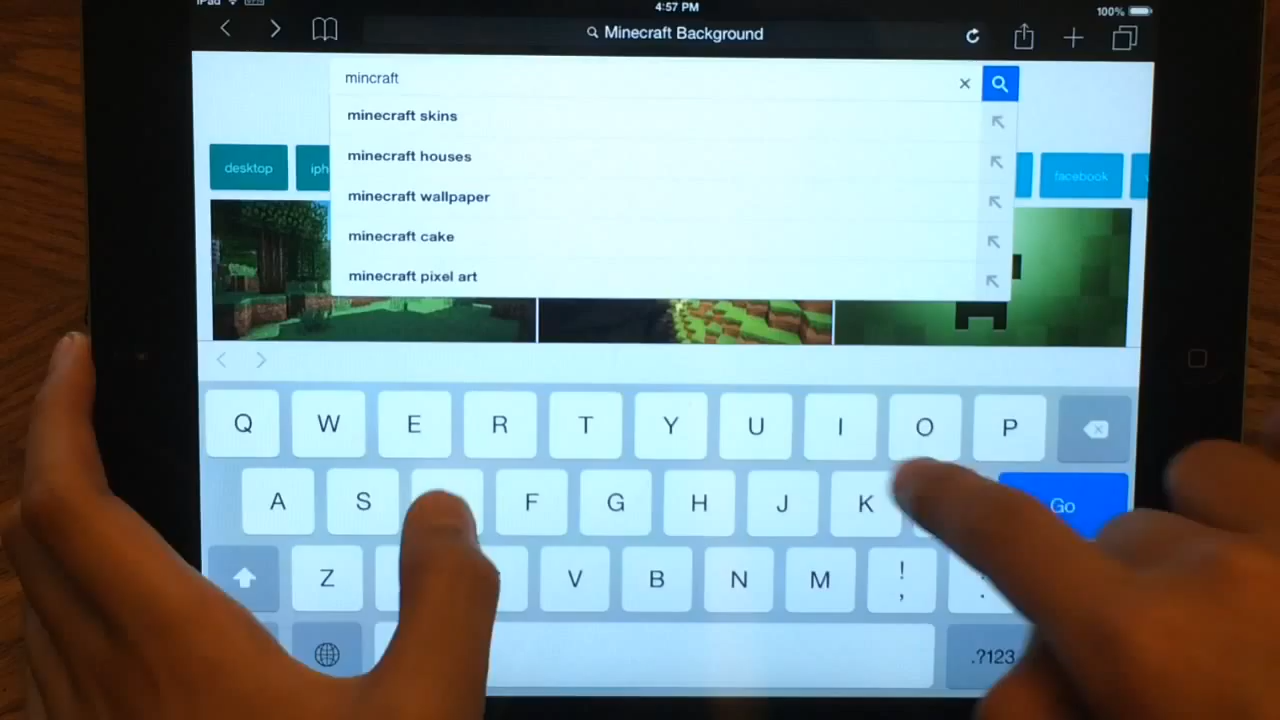 iPad
4:57 PM
100%
Minecraft Background
mincraft
minecraft skins
minecraft houses
minecraft wallpaper
minecraft cake
minecraft pixel art
desktop
iph
facebook
Q W E R T Y U I O P
A S F G H J K Go
Z V B N M ! ,
.?123